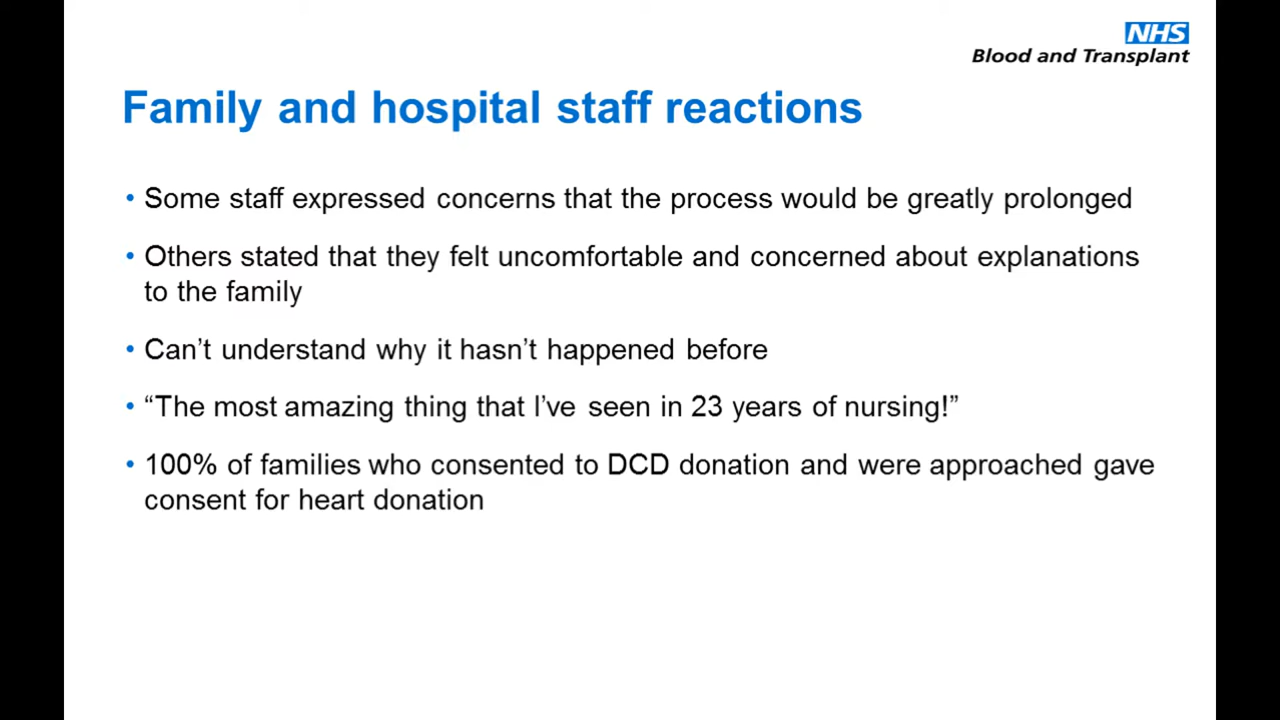 NHS
Blood and Transplant
Family and hospital staff reactions
• Some staff expressed concerns that the process would be greatly prolonged
• Others stated that they felt uncomfortable and concerned about explanations
to the family
• Can’t understand why it hasn’t happened before
• “The most amazing thing that I’ve seen in 23 years of nursing!”
• 100% of families who consented to DCD donation and were approached gave
consent for heart donation